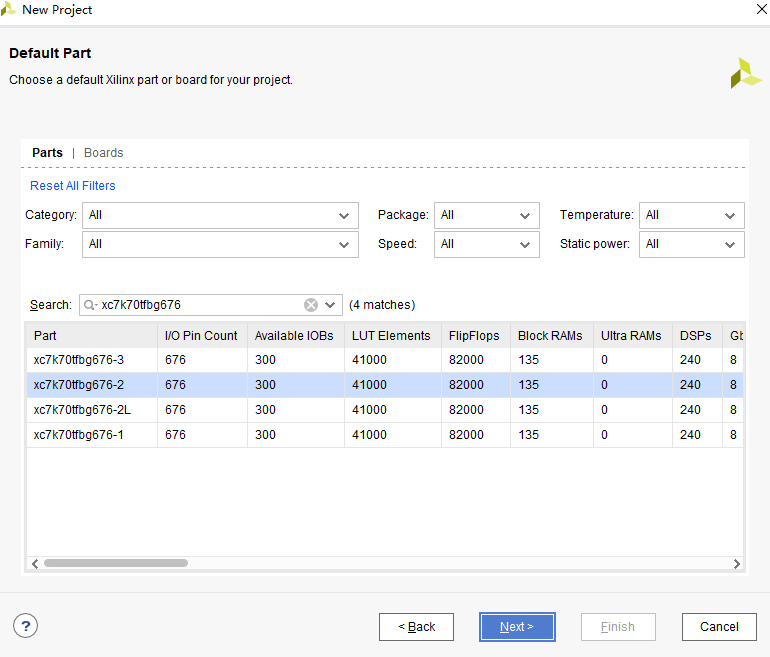 New Project
Default Part
Choose a default Xilinx part or board for your project.
Parts | Boards
Reset All Filters
Category: All Package: All Temperature: All
Family: All Speed: All Static power: All
Search: xc7k70tfbg676 (4 matches)
Part I/O Pin Count Available IOBs LUT Elements FlipFlops Block RAMs Ultra RAMs DSPs Gb
xc7k70tfbg676-3 676 300 41000 82000 135 0 240 8
xc7k70tfbg676-2 676 300 41000 82000 135 0 240 8
xc7k70tfbg676-2L 676 300 41000 82000 135 0 240 8
xc7k70tfbg676-1 676 300 41000 82000 135 0 240 8
? < Back Next > Finish Cancel